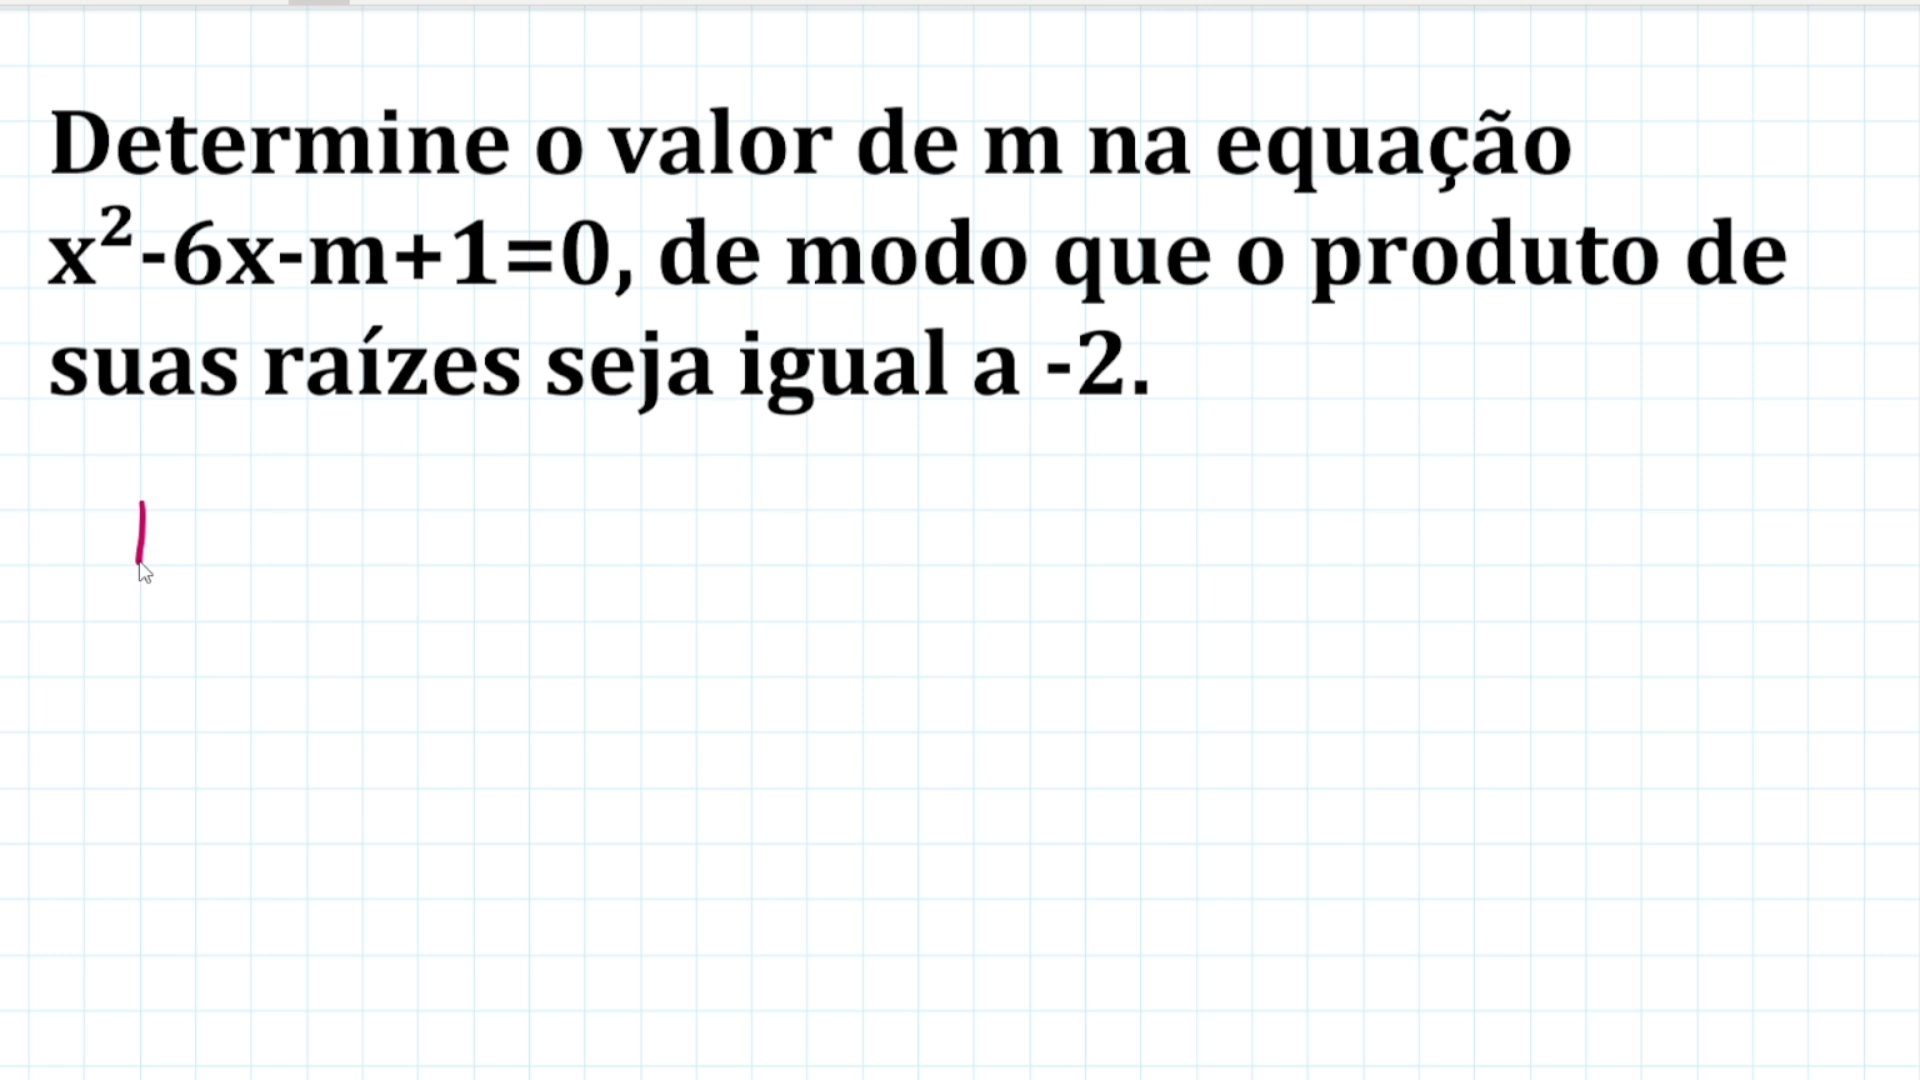 Determine o valor de m na equação
x²-6x-m+1=0, de modo que o produto de
suas raízes seja igual a -2.